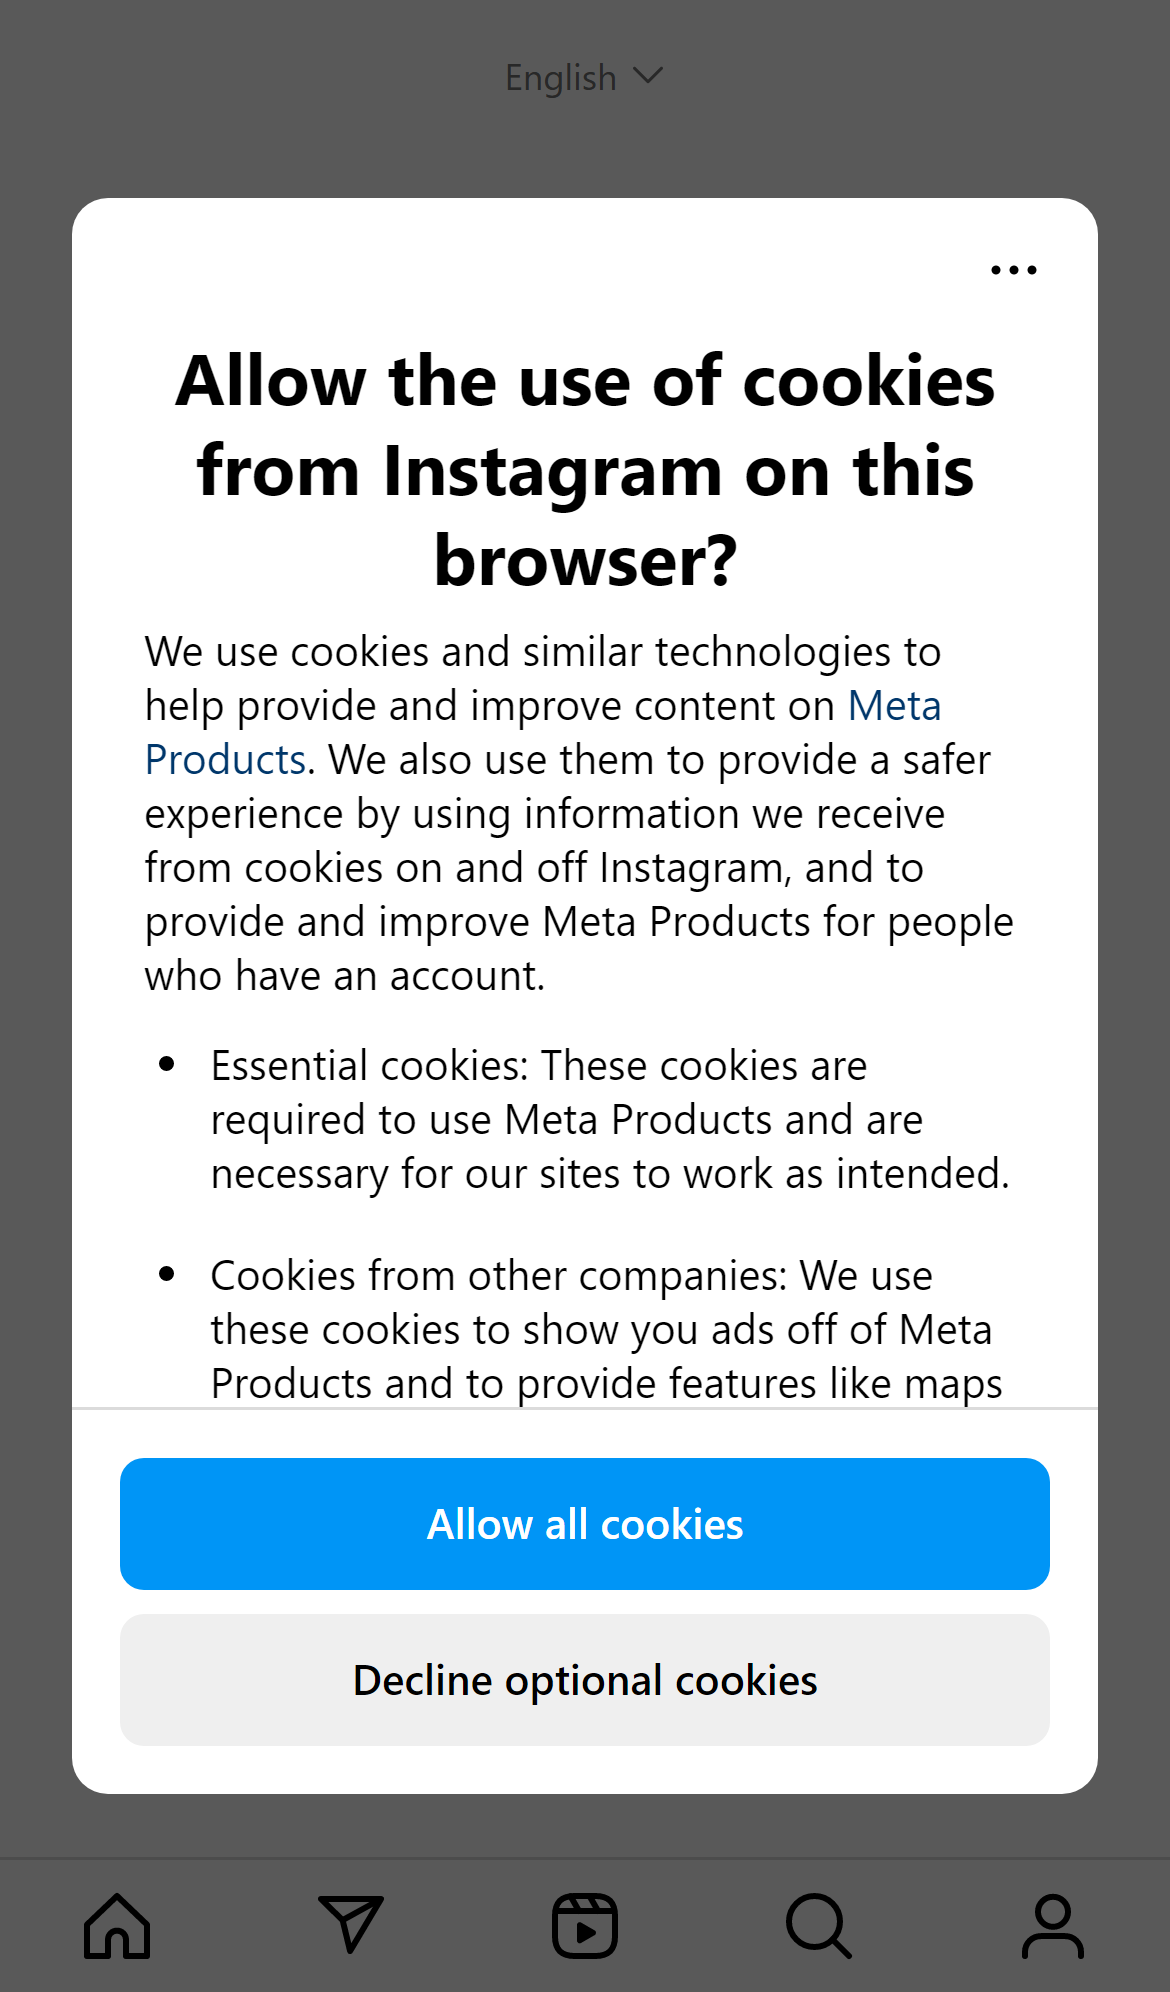 English
Allow the use of cookies
from Instagram on this
browser?
We use cookies and similar technologies to
help provide and improve content on Meta
Products. We also use them to provide a safer
experience by using information we receive
from cookies on and off Instagram, and to
provide and improve Meta Products for people
who have an account.
• Essential cookies: These cookies are
required to use Meta Products and are
necessary for our sites to work as intended.
• Cookies from other companies: We use
these cookies to show you ads off of Meta
Products and to provide features like maps
Allow all cookies
Decline optional cookies